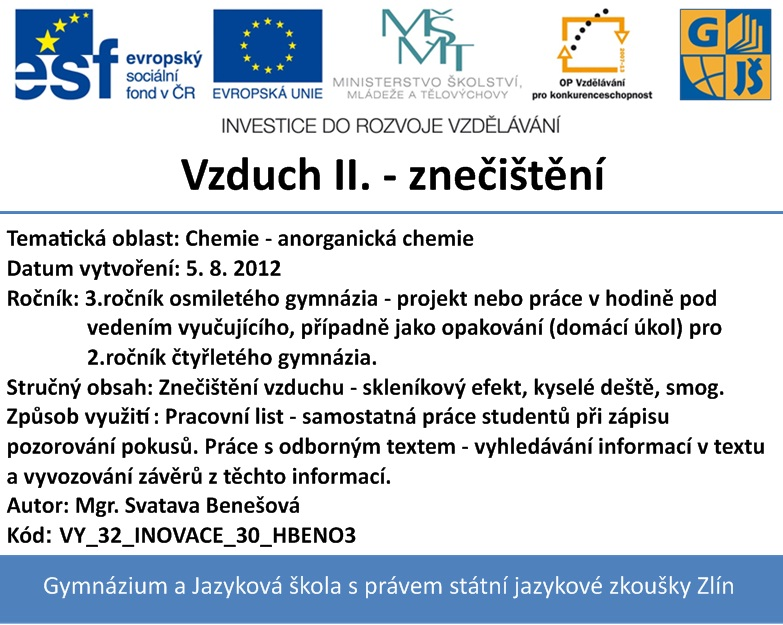 esf evropský
sociální
fond v ČR
EVROPSKÁ UNIE
MŠMT
MINISTERSTVO ŠKOLSTVÍ,
MLÁDEŽE A TĚLOVÝCHOVY
2007-13
OP Vzdělávání
pro konkurenceschopnost
G
JŠ
INVESTICE DO ROZVOJE VZDĚLÁVÁNÍ
Vzduch II. - znečištění
Tematická oblast: Chemie - anorganická chemie
Datum vytvoření: 5. 8. 2012
Ročník: 3.ročník osmiletého gymnázia - projekt nebo práce v hodině pod
vedením vyučujícího, případně jako opakování (domácí úkol) pro
2.ročník čtyřletého gymnázia.
Stručný obsah: Znečištění vzduchu - skleníkový efekt, kyselé deště, smog.
Způsob využití : Pracovní list - samostatná práce studentů při zápisu
pozorování pokusů. Práce s odborným textem - vyhledávání informací v textu
a vyvozování závěrů z těchto informací.
Autor: Mgr. Svatava Benešová
Kód: VY_32_INOVACE_30_HBENO3
Gymnázium a Jazyková škola s právem státní jazykové zkoušky Zlín